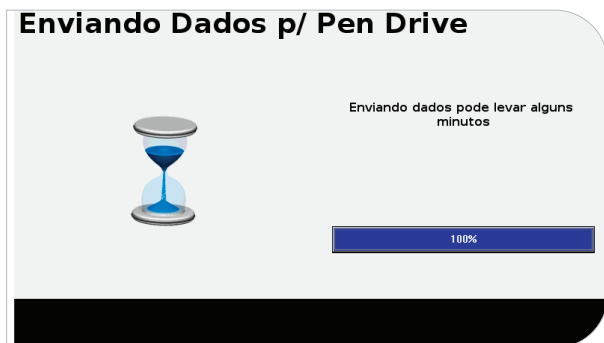 Enviando Dados p/ Pen Drive
Enviando dados pode levar alguns
minutos
100%